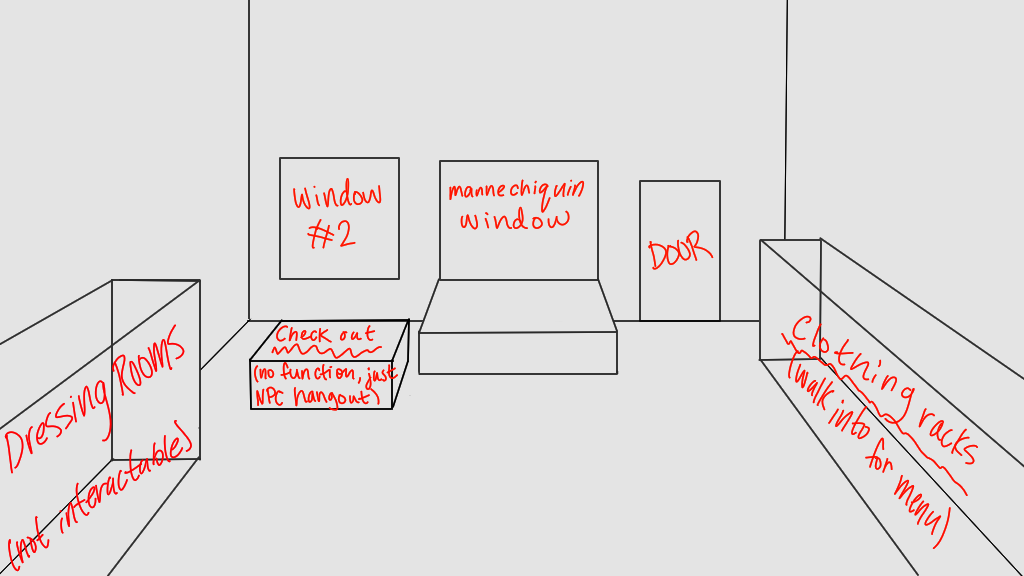 Window
#2
mannechiquin
window
DOOR
Check out
(no function, just
NPC hangout)
Dressing Rooms
(not interactable)
Clothing racks
(walk into
for menu)